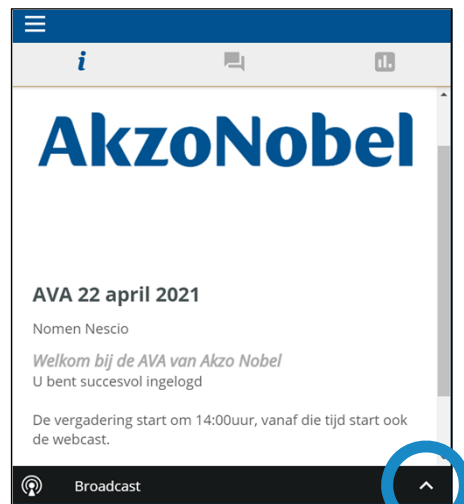 AkzoNobel
AVA 22 april 2021
Nomen Nescio
Welkom bij de AVA van Akzo Nobel
U bent succesvol ingelogd
De vergadering start om 14:00uur, vanaf die tijd start ook
de webcast.
Broadcast